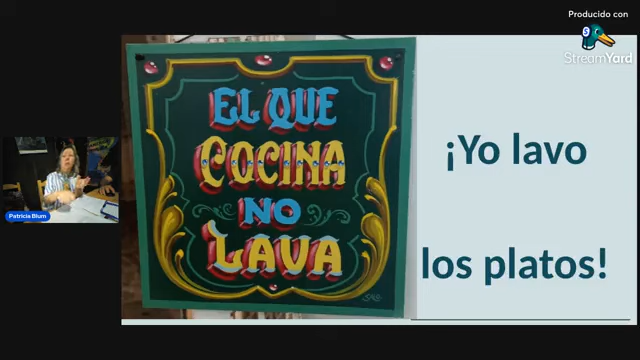 Producido con
StreamYard
EL QUE
COCINA
NO
LAVA
¡Yo lavo
los platos!
Patricia Blum